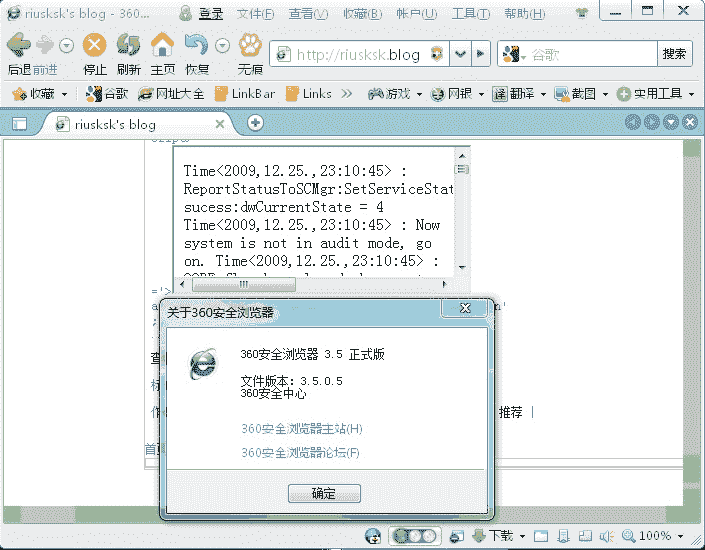 riusksk's blog - 360...
登录 文件(F) 查看(V) 收藏(B) 帐户(U) 工具(T) 帮助(H)
http://riusksk.blog
谷歌
搜索
后退 前进 停止 刷新 主页 恢复 无痕
收藏 谷歌 网址大全 LinkBar Links >> 游戏 网银 翻译 截图 实用工具
riusksk's blog
Time<2009,12.25.,23:10:45> :
ReportStatusToSCMgr:SetServiceStat
sucess:dwCurrentState = 4
Time<2009,12.25.,23:10:45> : Now
system is not in audit mode, go
on. Time<2009,12.25.,23:10:45> :
='>
关于360安全浏览器
360安全浏览器 3.5 正式版
文件版本: 3.5.0.5
360安全中心
推荐 |
360安全浏览器主站(H)
360安全浏览器论坛(F)
确定
下载 100%